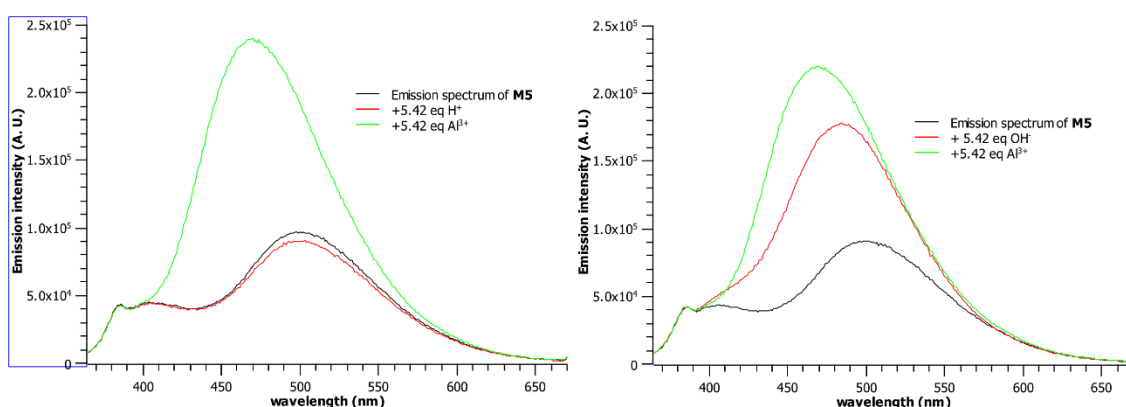 2.5x10⁵
2.0x10⁵
1.5x10⁵
1.0x10⁵
5.0x10⁴
0
Emission intensity (A. U.)
Emission spectrum of M5
+5.42 eq H⁺
+5.42 eq Al³⁺
400 450 500 550 600 650
wavelength (nm)
2.5x10⁵
2.0x10⁵
1.5x10⁵
1.0x10⁵
5.0x10⁴
0
Emission intensity (A. U.)
Emission spectrum of M5
+ 5.42 eq OH⁻
+5.42 eq Al³⁺
400 450 500 550 600 650
wavelength (nm)